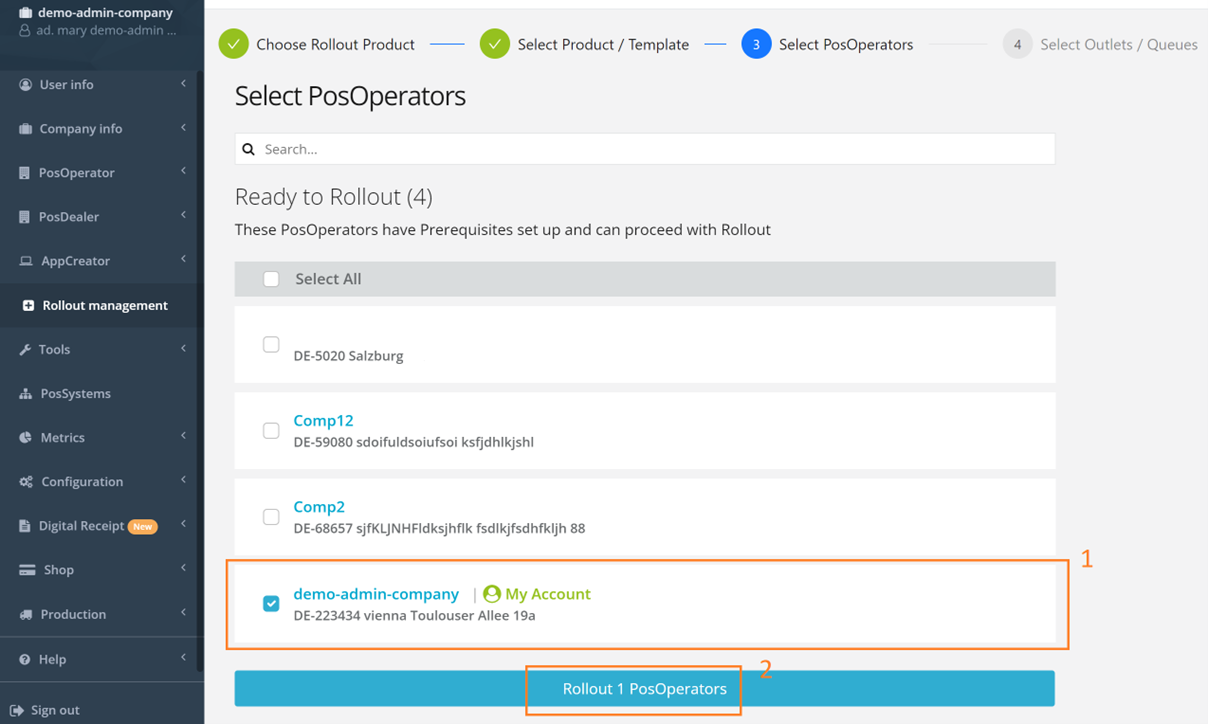 demo-admin-company
ad. mary demo-admin ...
User info
Company info
PosOperator
PosDealer
AppCreator
Rollout management
Tools
PosSystems
Metrics
Configuration
Digital Receipt New
Shop
Production
Help
Sign out
Choose Rollout Product
Select Product / Template
3 Select PosOperators
4 Select Outlets / Queues
Select PosOperators
Search...
Ready to Rollout (4)
These PosOperators have Prerequisites set up and can proceed with Rollout
Select All
DE-5020 Salzburg
Comp12
DE-59080 sdoifuldsoiufsoi ksfjdhlkjshl
Comp2
DE-68657 sjfKLJNHFldksjhflk fsdlkjfsdhfkljh 88
1
demo-admin-company | My Account
DE-223434 vienna Toulouser Allee 19a
2
Rollout 1 PosOperators